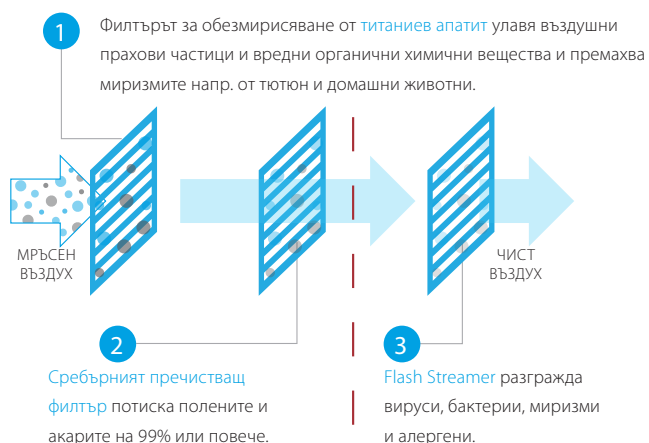 1
Филтърът за обезмирисяване от титаниев апатит улавя въздушни
прахови частици и вредни органични химични вещества и премахва
миризмите напр. от тютюн и домашни животни.
МРЪСЕН
ВЪЗДУХ
ЧИСТ
ВЪЗДУХ
2
Сребърният пречистващ
филтър потиска полените и
акарите на 99% или повече.
3
Flash Streamer разгражда
вируси, бактерии, миризми
и алергени.